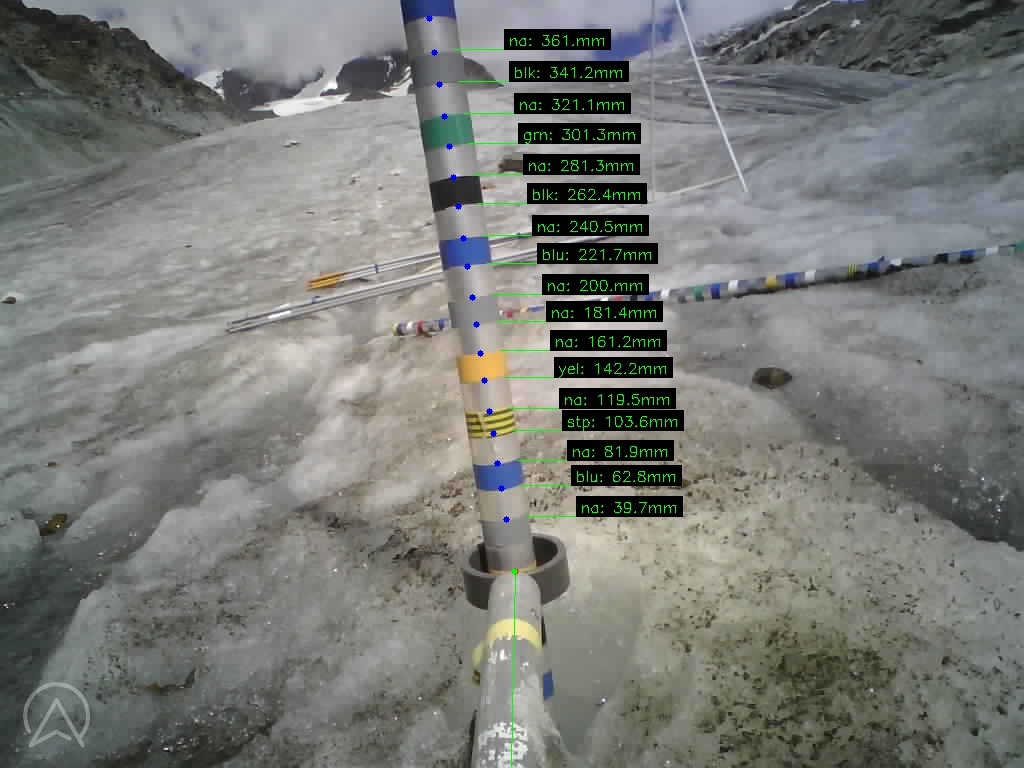 na: 361.mm
blk: 341.2mm
na: 321.1mm
grn: 301.3mm
na: 281.3mm
blk: 262.4mm
na: 240.5mm
blu: 221.7mm
na: 200.mm
na: 181.4mm
na: 161.2mm
yel: 142.2mm
na: 119.5mm
stp: 103.6mm
na: 81.9mm
blu: 62.8mm
na: 39.7mm